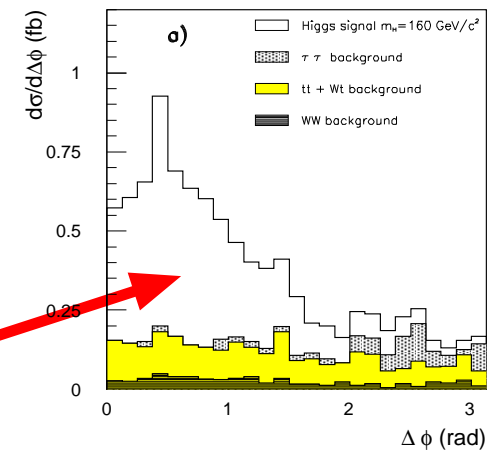 dσ/dΔϕ (fb)
a)
Higgs signal mH=160 GeV/c²
τ τ background
tt + Wt background
WW background
1
0.75
0.5
0.25
0
0 1 2 3
Δ ϕ (rad)